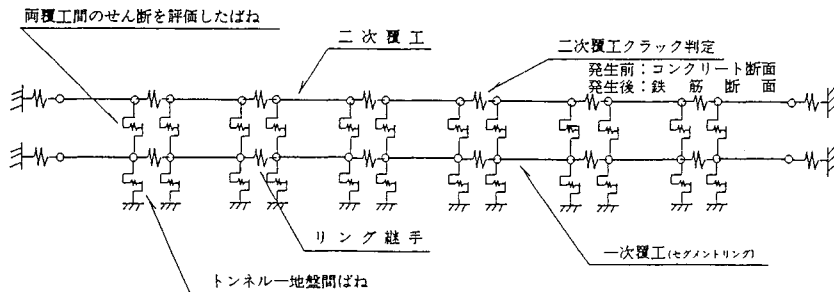 両覆工間のせん断を評価したばね
二次覆工
二次覆工クラック判定
発生前：コンクリート断面
発生後：鉄筋断面
リング継手
一次覆工(セグメントリング)
トンネル－地盤間ばね